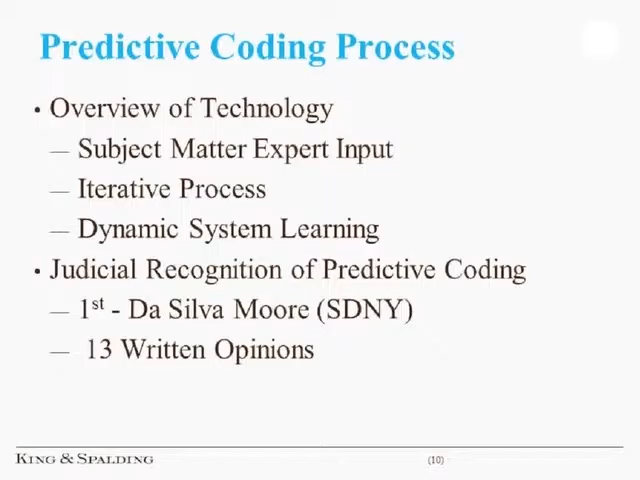 Predictive Coding Process
• Overview of Technology
— Subject Matter Expert Input
— Iterative Process
— Dynamic System Learning
• Judicial Recognition of Predictive Coding
— 1st - Da Silva Moore (SDNY)
— 13 Written Opinions
KING & SPALDING
(10)